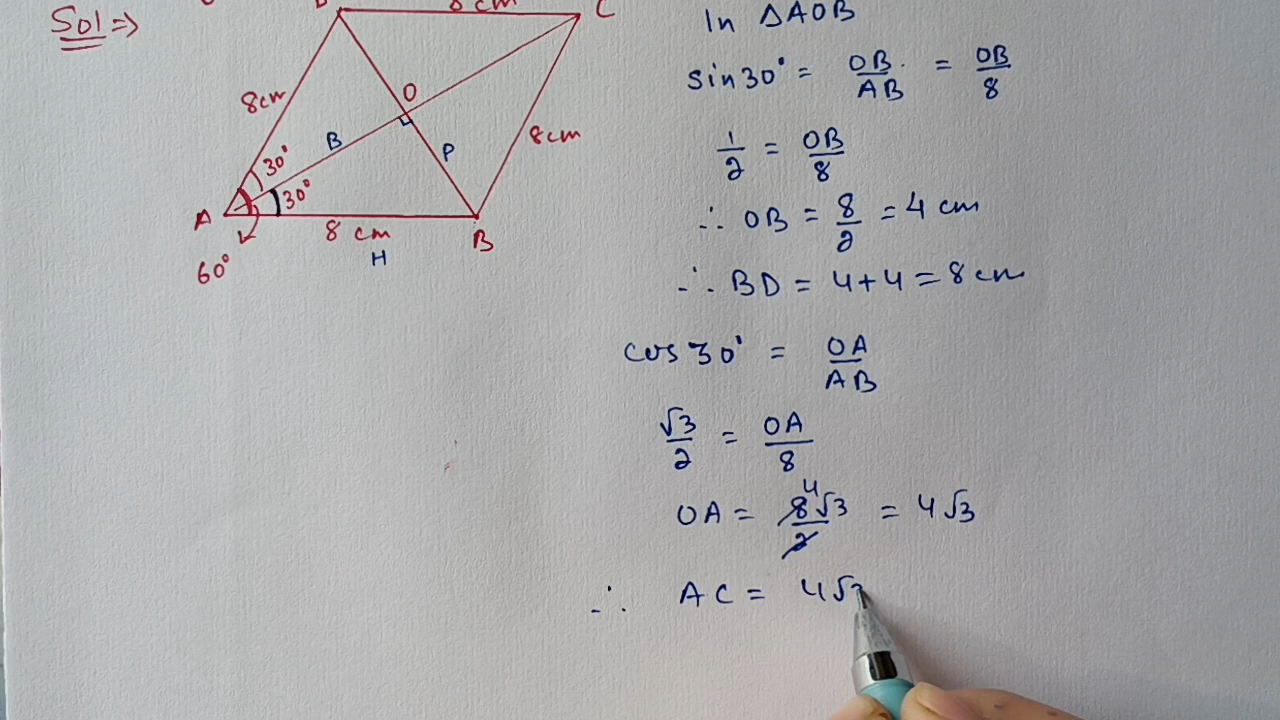 Sol ⇒
8 cm
C
8cm
O
B
P
8cm
30°
30°
A
8 cm
B
H
60°
In ΔAOB
sin30° = OB/AB = OB/8
1/2 = OB/8
∴ OB = 8/2 = 4 cm
∴ BD = 4+4 = 8 cm
cos 30° = OA/AB
√3/2 = OA/8
4
OA = 8√3/2 = 4√3
∴ AC = 4√3